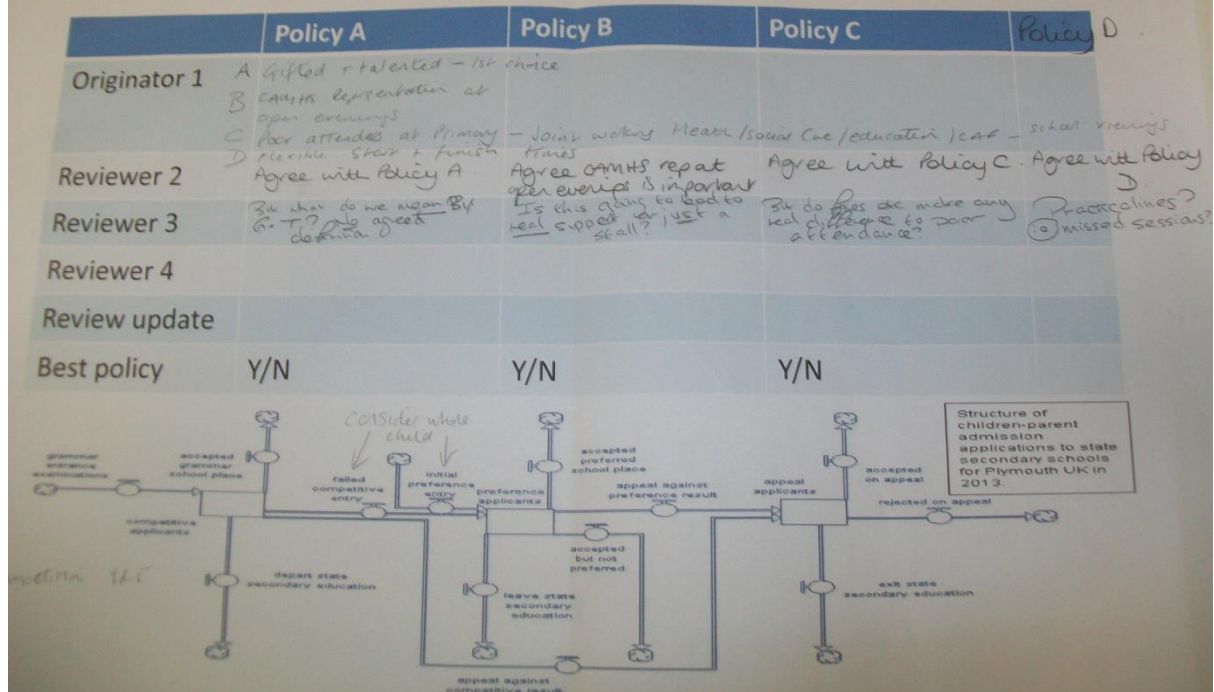 Policy A Policy B Policy C Policy D
Originator 1
A Gifted + talented - 1st choice
B CAMHS representation at
open evenings
C Poor attenders at Primary - Joint working Health/Social Care/education/CAF - school viewings
D Flexible Start + finish times
Reviewer 2
Agree with Policy A
Agree CAMHS rep at
open evenings is important
Agree with Policy C.
Agree with Policy
D.
Reviewer 3
But what do we mean By
G+T? No agreed
definition
Is this going to lead to
real support or just a
stall?
But do fines etc make any
real difference to poor
attendance?
Practicalities?
missed sessions?
Reviewer 4
Review update
Best policy Y/N Y/N Y/N
consider whole
child
Structure of
children-parent
admission
applications to state
secondary schools
for Plymouth UK in
2013.
grammar
entrance
examinations
accepted
grammar
school place
competitive
applicants
failed
competitive
entry
initial
preference
entry
preference
applicants
accepted
preferred
school place
appeal against
preference result
appeal
applicants
accepted
on appeal
rejected on appeal
accepted
but not
preferred
depart state
secondary education
leave state
secondary
education
exit state
secondary education
appeal against
competitive result